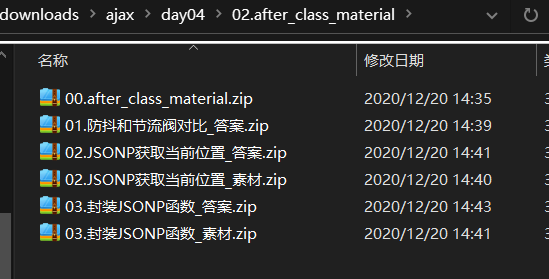 downloads > ajax > day04 > 02.after_class_material >
名称 修改日期
00.after_class_material.zip 2020/12/20 14:35
01.防抖和节流阀对比_答案.zip 2020/12/20 14:39
02.JSONP获取当前位置_答案.zip 2020/12/20 14:41
02.JSONP获取当前位置_素材.zip 2020/12/20 14:40
03.封装JSONP函数_答案.zip 2020/12/20 14:43
03.封装JSONP函数_素材.zip 2020/12/20 14:41